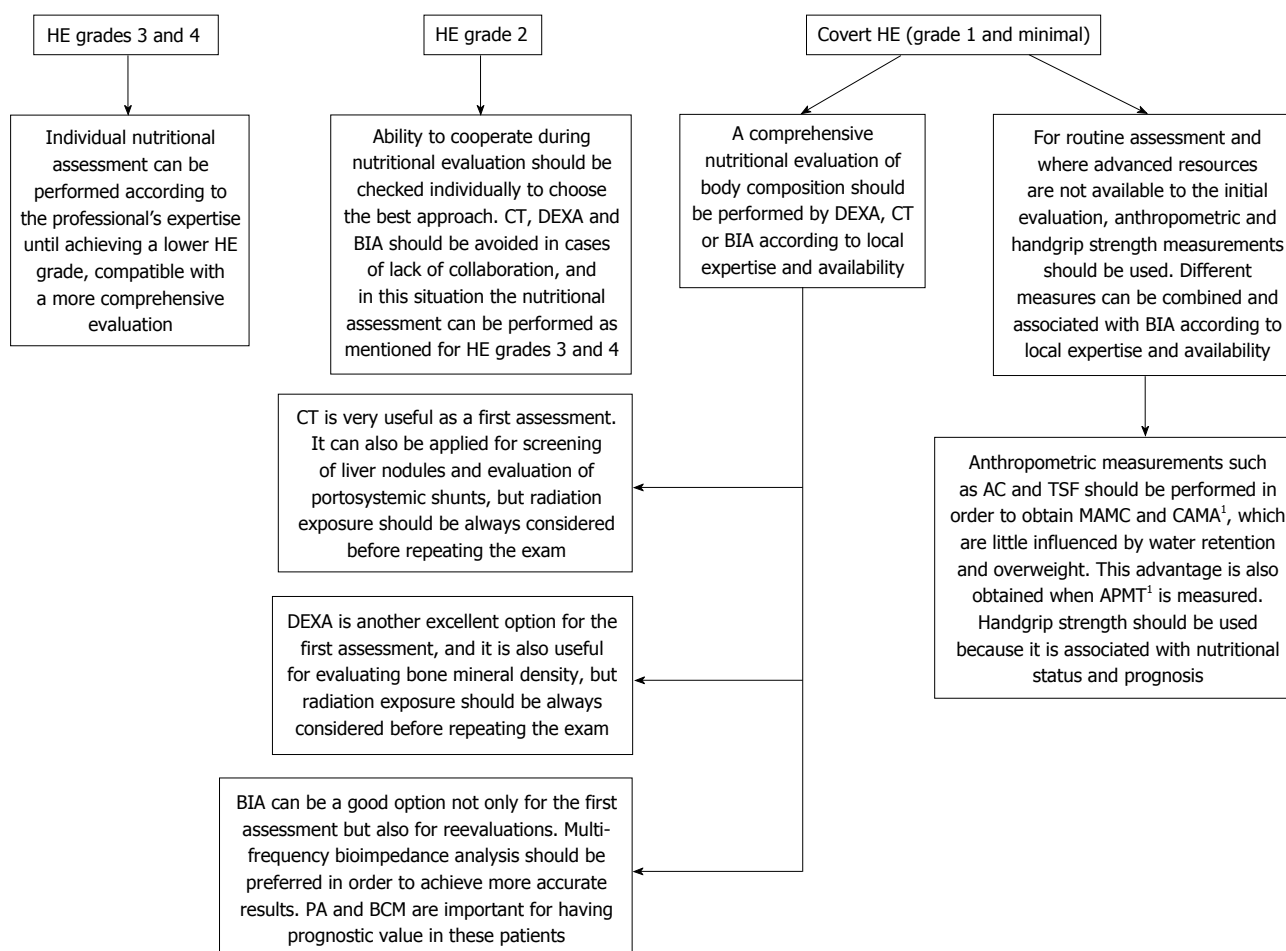 HE grades 3 and 4
HE grade 2
Covert HE (grade 1 and minimal)
Individual nutritional
assessment can be
performed according to
the professional's expertise
until achieving a lower HE
grade, compatible with
a more comprehensive
evaluation
Ability to cooperate during
nutritional evaluation should be
checked individually to choose
the best approach. CT, DEXA and
BIA should be avoided in cases
of lack of collaboration, and
in this situation the nutritional
assessment can be performed as
mentioned for HE grades 3 and 4
A comprehensive
nutritional evaluation of
body composition should
be performed by DEXA, CT
or BIA according to local
expertise and availability
For routine assessment and
where advanced resources
are not available to the initial
evaluation, anthropometric and
handgrip strength measurements
should be used. Different
measures can be combined and
associated with BIA according to
local expertise and availability
CT is very useful as a first assessment.
It can also be applied for screening
of liver nodules and evaluation of
portosystemic shunts, but radiation
exposure should be always considered
before repeating the exam
Anthropometric measurements such
as AC and TSF should be performed in
order to obtain MAMC and CAMA¹, which
are little influenced by water retention
and overweight. This advantage is also
obtained when APMT¹ is measured.
Handgrip strength should be used
because it is associated with nutritional
status and prognosis
DEXA is another excellent option for the
first assessment, and it is also useful
for evaluating bone mineral density, but
radiation exposure should be always
considered before repeating the exam
BIA can be a good option not only for the first
assessment but also for reevaluations. Multi-
frequency bioimpedance analysis should be
preferred in order to achieve more accurate
results. PA and BCM are important for having
prognostic value in these patients